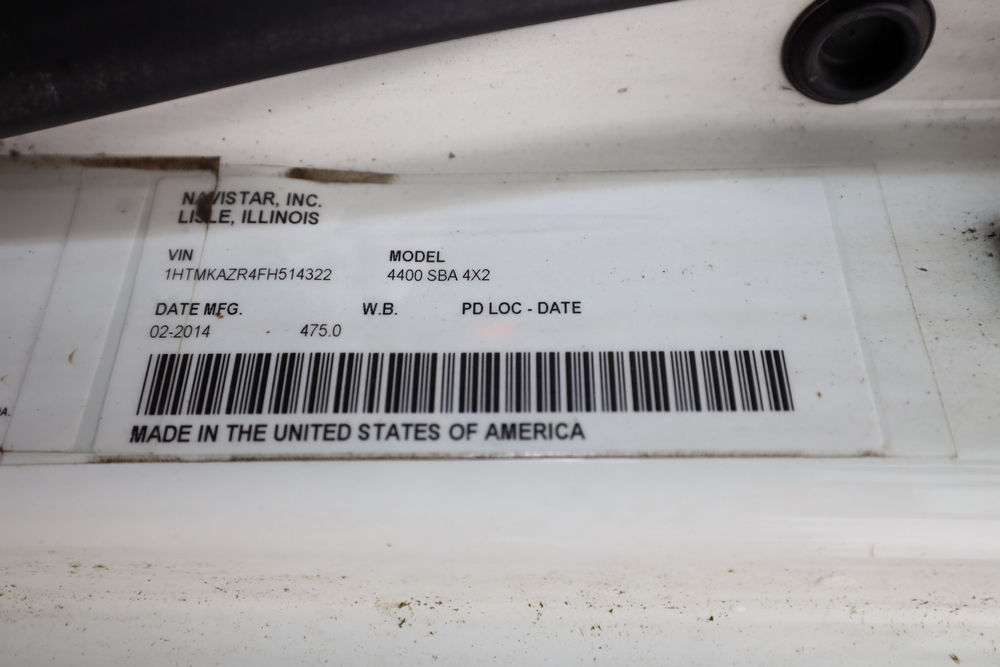 NAVISTAR, INC.
LISLE, ILLINOIS
VIN MODEL
1HTMKAZR4FH514322 4400 SBA 4X2
DATE MFG. W.B. PD LOC - DATE
02-2014 - 475.0
MADE IN THE UNITED STATES OF AMERICA